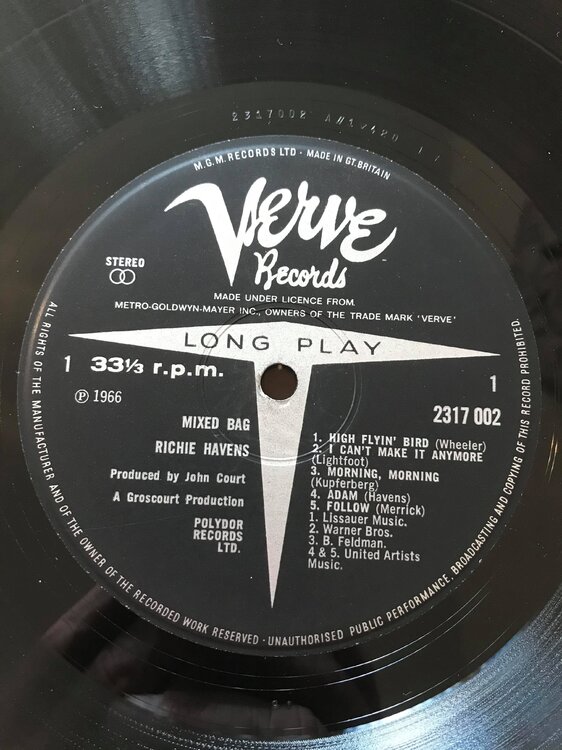 2317002 A//1
M.G.M. RECORDS LTD · MADE IN GT. BRITAIN
Verve
Records
STEREO
MADE UNDER LICENCE FROM
METRO-GOLDWYN-MAYER INC. OWNERS OF THE TRADE MARK 'VERVE'
LONG PLAY
1 33⅓ r.p.m.
1
℗ 1966
2317 002
MIXED BAG
RICHIE HAVENS
Produced by John Court
A Groscourt Production
POLYDOR
RECORDS
LTD.
1. HIGH FLYIN' BIRD (Wheeler)
2. I CAN'T MAKE IT ANYMORE
(Lightfoot)
3. MORNING, MORNING
(Kupferberg)
4. ADAM (Havens)
5. FOLLOW (Merrick)
1. Lissauer Music.
2. Warner Bros.
3. B. Feldman.
4 & 5. United Artists
Music.
ALL RIGHTS OF THE MANUFACTURER AND OF THE OWNER OF THE RECORDED WORK RESERVED · UNAUTHORISED PUBLIC PERFORMANCE, BROADCASTING AND COPYING OF THIS RECORD PROHIBITED.